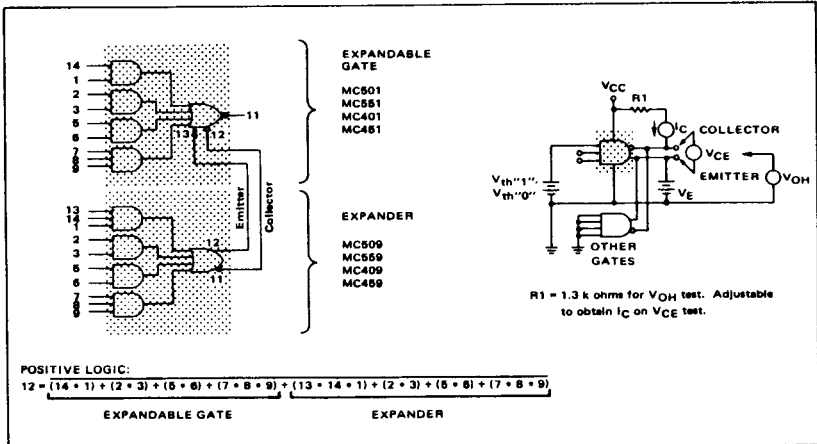 EXPANDABLE
GATE
MC501
MC551
MC401
MC451
14
1
2
3
5
6
7
8
9
13
12
11
Emitter
Collector
EXPANDER
MC509
MC559
MC409
MC459
13
14
1
2
3
5
6
7
8
9
12
11
VCC
R1
IC
COLLECTOR
VCE
EMITTER
VOH
Vth"1",
Vth"0"
VE
OTHER
GATES
R1 = 1.3 k ohms for VOH test. Adjustable
to obtain IC on VCE test.
POSITIVE LOGIC:
12 = (14 • 1) + (2 • 3) + (5 • 6) + (7 • 8 • 9) + (13 • 14 • 1) + (2 • 3) + (5 • 6) + (7 • 8 • 9)
EXPANDABLE GATE
EXPANDER